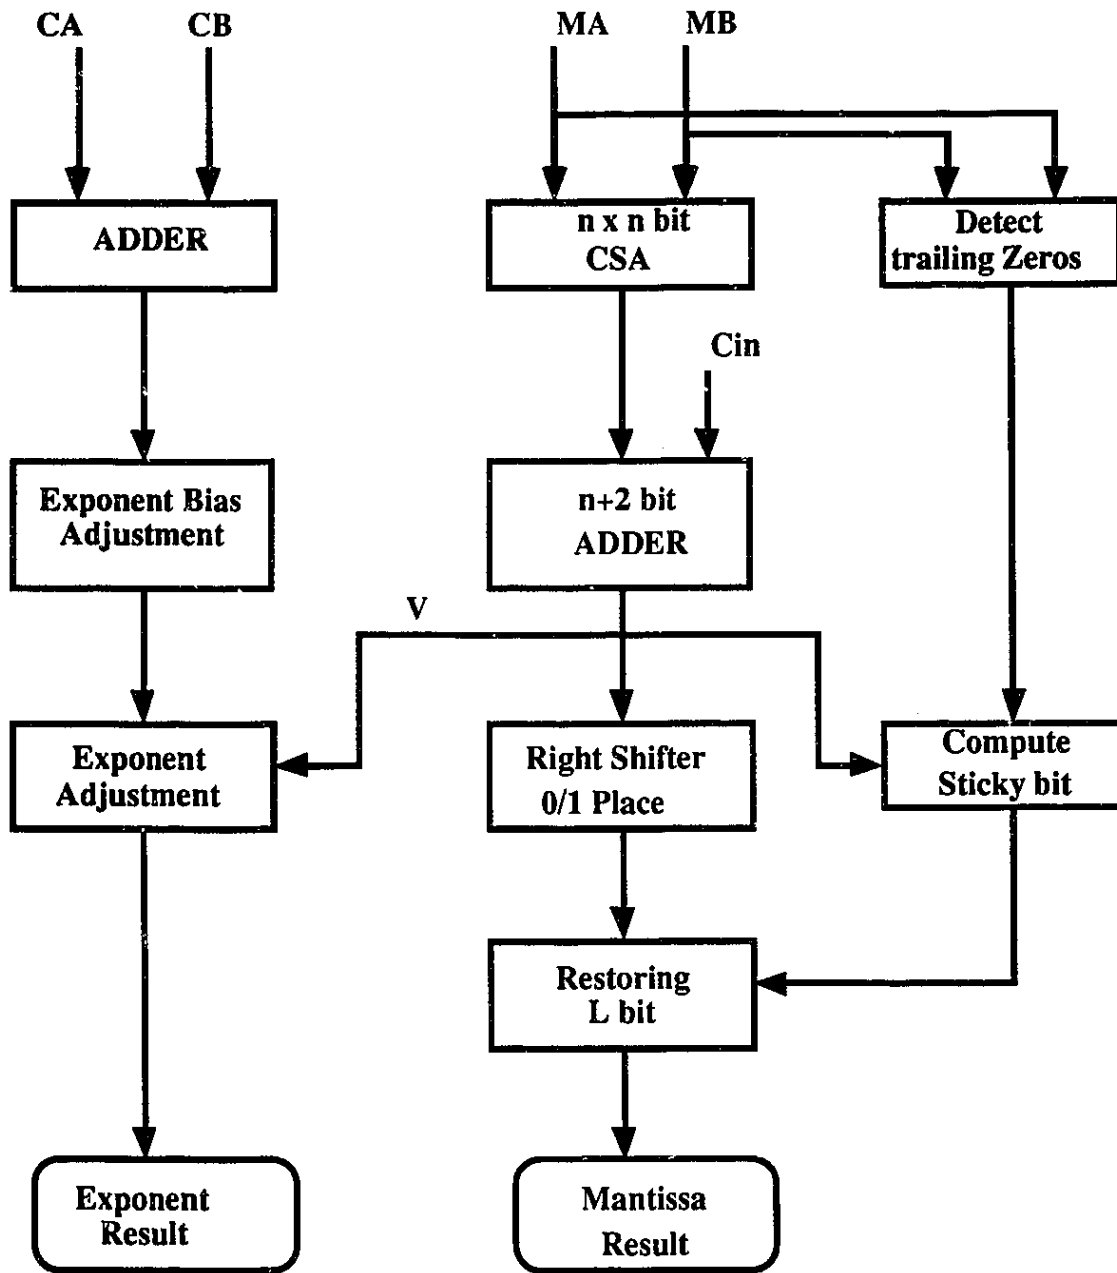 CA
CB
MA
MB
ADDER
n x n bit
CSA
Detect
trailing Zeros
Cin
Exponent Bias
Adjustment
n+2 bit
ADDER
V
Exponent
Adjustment
Right Shifter
0/1 Place
Compute
Sticky bit
Restoring
L bit
Exponent
Result
Mantissa
Result